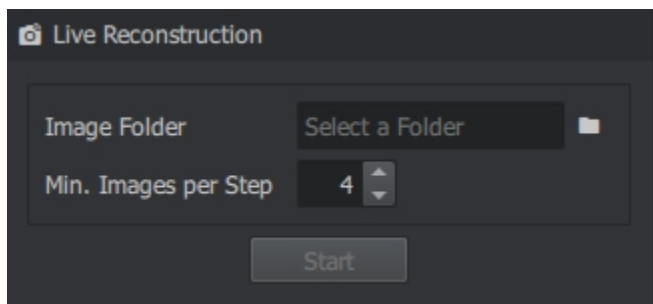 Live Reconstruction
Image Folder Select a Folder
Min. Images per Step 4
Start